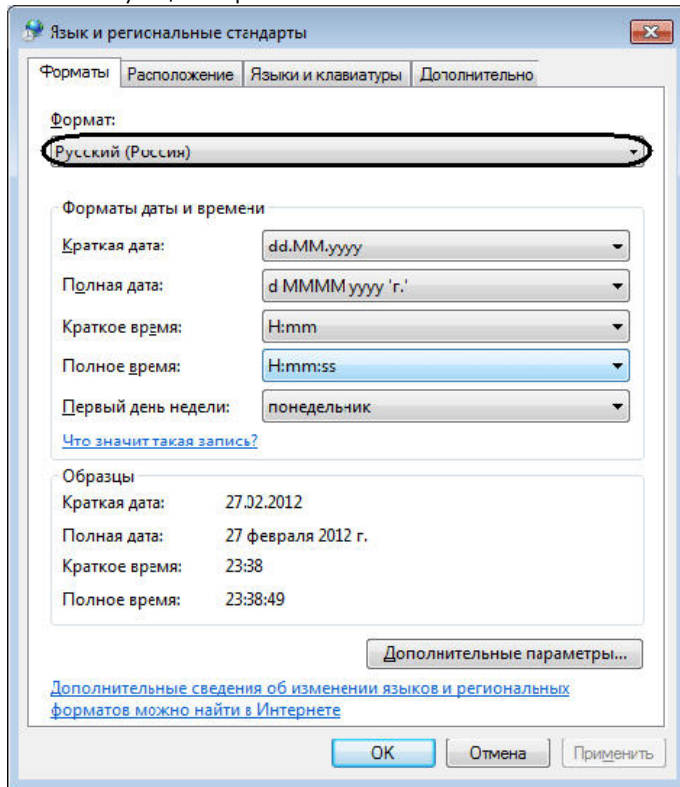 Язык и региональные стандарты
Форматы Расположение Языки и клавиатуры Дополнительно
Формат:
Русский (Россия)
Форматы даты и времени
Краткая дата: dd.MM.yyyy
Полная дата: d MMMM yyyy 'г.'
Краткое время: H:mm
Полное время: H:mm:ss
Первый день недели: понедельник
Что значит такая запись?
Образцы
Краткая дата: 27.02.2012
Полная дата: 27 февраля 2012 г.
Краткое время: 23:38
Полное время: 23:38:49
Дополнительные параметры...
Дополнительные сведения об изменении языков и региональных
форматов можно найти в Интернете
OK Отмена Применить